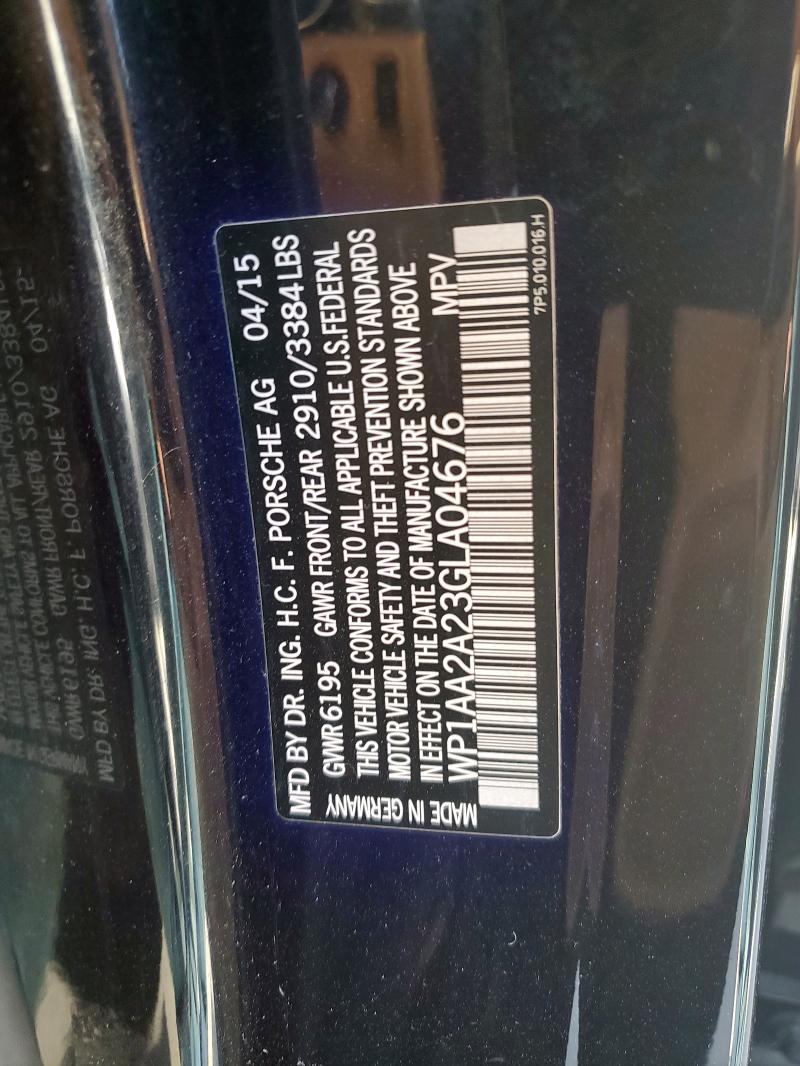 MFD BY DR. ING. H.C. F. PORSCHE AG 04/15
GVWR 6195 GAWR FRONT/REAR 2910/3384 LBS
THIS VEHICLE CONFORMS TO ALL APPLICABLE U.S. FEDERAL
MOTOR VEHICLE SAFETY AND THEFT PREVENTION STANDARDS
IN EFFECT ON THE DATE OF MANUFACTURE SHOWN ABOVE
WP1AA2A23GLA04676 MPV
MADE IN GERMANY
7P5.010.016.H